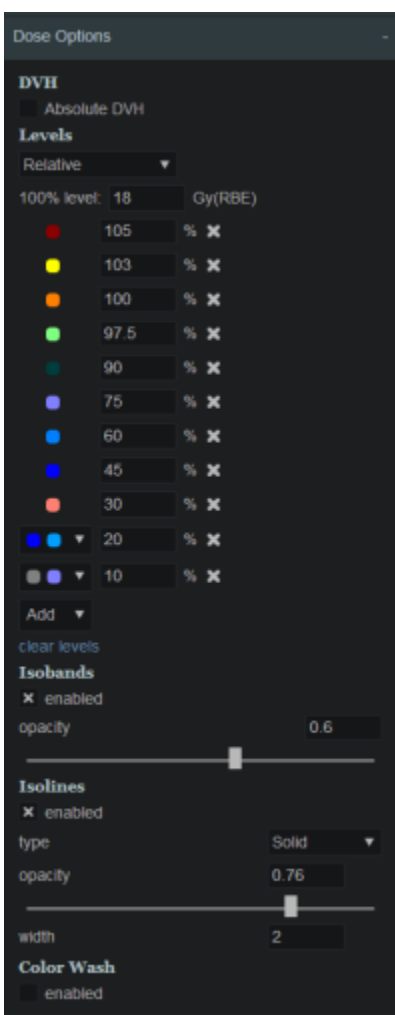 Dose Options -
DVH
Absolute DVH
Levels
Relative
100% level: 18 Gy(RBE)
105 %
103 %
100 %
97.5 %
90 %
75 %
60 %
45 %
30 %
20 %
10 %
Add
clear levels
Isobands
enabled
opacity 0.6
Isolines
enabled
type Solid
opacity 0.76
width 2
Color Wash
enabled